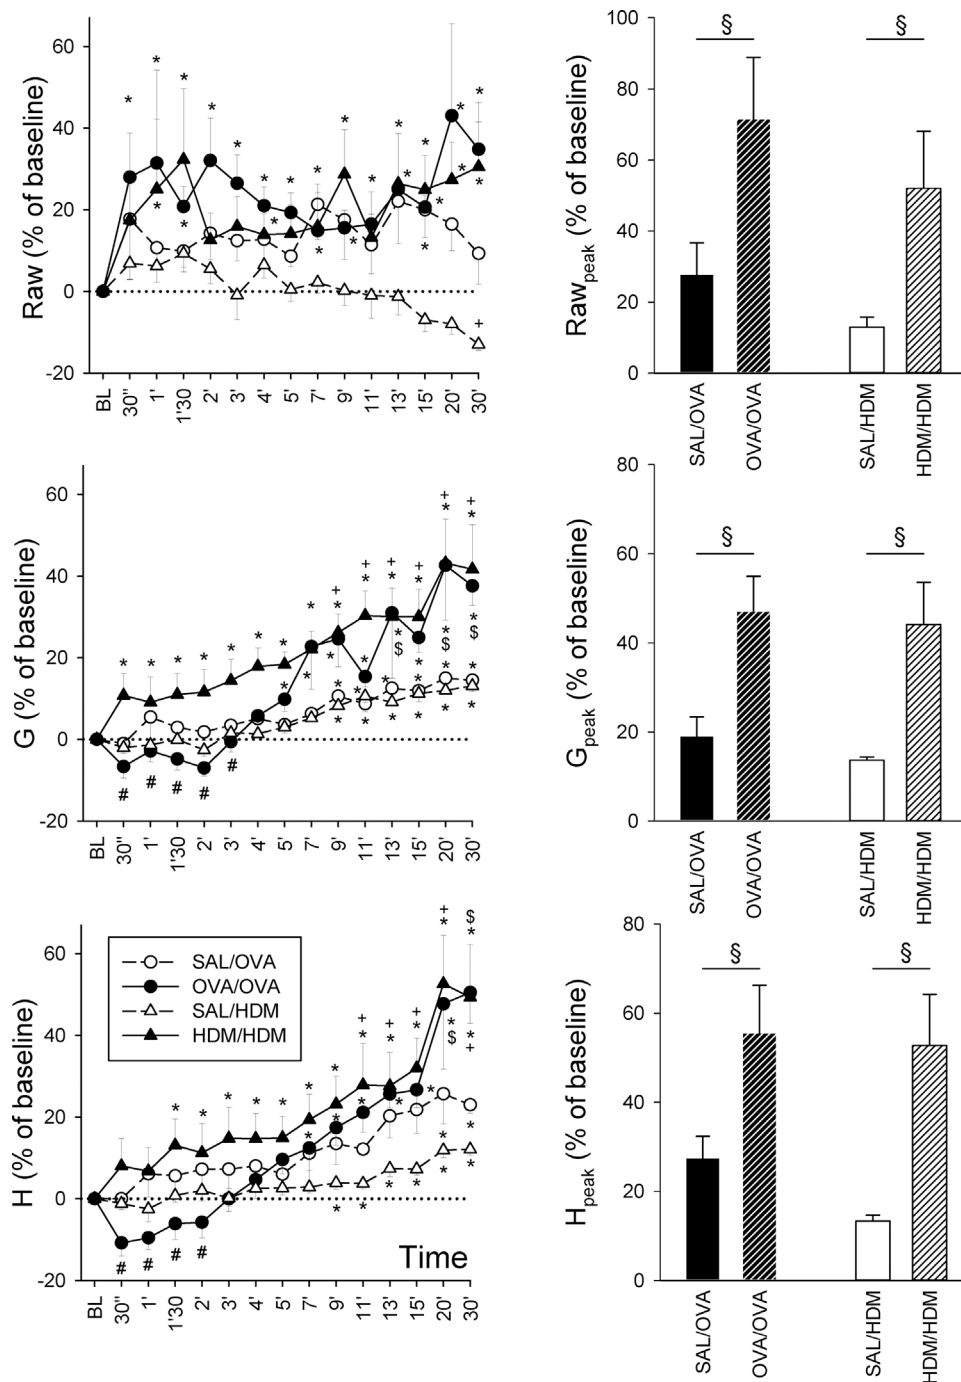 Raw (% of baseline)
60
40
20
0
-20
BL
30"
1'
1'30
2'
3'
4'
5'
7'
9'
11'
13'
15'
20'
30'
* * * * * * * * * * * * * * * * * * * * * +
Raw peak (% of baseline)
100
80
60
40
20
0
§ §
SAL/OVA
OVA/OVA
SAL/HDM
HDM/HDM
G (% of baseline)
60
40
20
0
-20
BL
30"
1'
1'30
2'
3'
4'
5'
7'
9'
11'
13'
15'
20'
30'
# # # # #
G peak (% of baseline)
80
60
40
20
0
§ §
SAL/OVA
OVA/OVA
SAL/HDM
HDM/HDM
H (% of baseline)
60
40
20
0
-20
SAL/OVA
OVA/OVA
SAL/HDM
HDM/HDM
# # # #
Time
BL
30"
1'
1'30
2'
3'
4'
5'
7'
9'
11'
13'
15'
20'
30'
H peak (% of baseline)
80
60
40
20
0
§ §
SAL/OVA
OVA/OVA
SAL/HDM
HDM/HDM